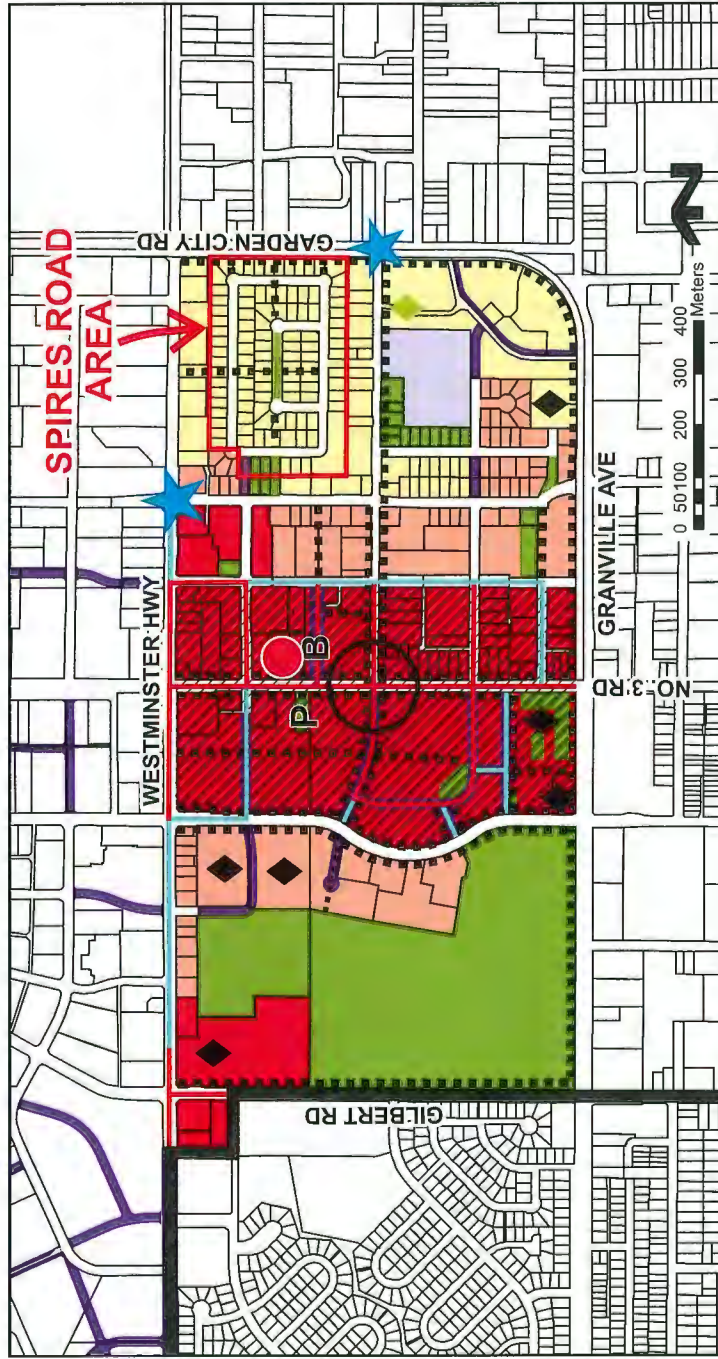 SPIRES ROAD
AREA
WESTMINSTER HWY
GARDEN CITY RD
P
B
NO. 3 RD
GILBERT RD
GRANVILLE AVE
0 50 100 200 300 400
Meters